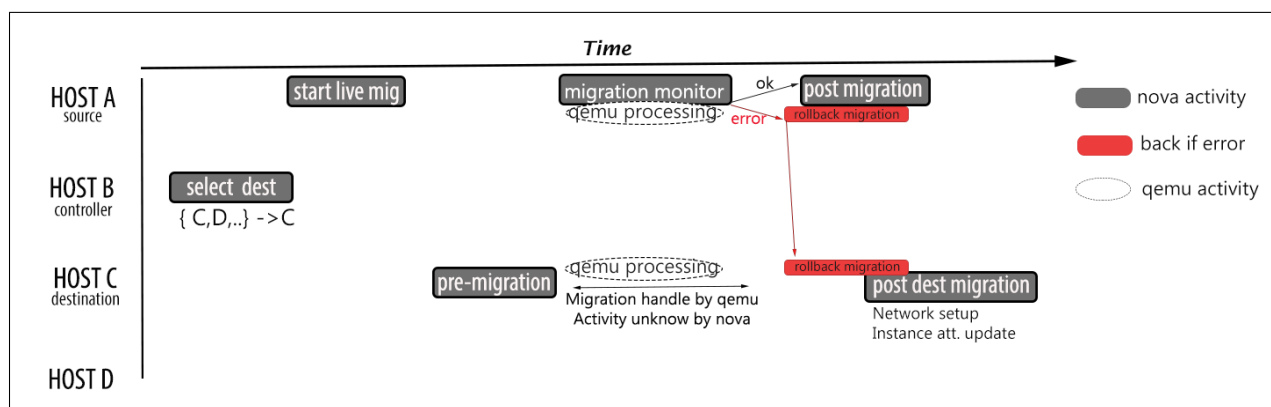 Time
HOST A
source
start live mig
migration monitor
qemu processing
ok
error
post migration
rollback migration
nova activity
back if error
qemu activity
HOST B
controller
select dest
{ C,D,..} ->C
HOST C
destination
pre-migration
qemu processing
Migration handle by qemu
Activity unknow by nova
rollback migration
post dest migration
Network setup
Instance att. update
HOST D